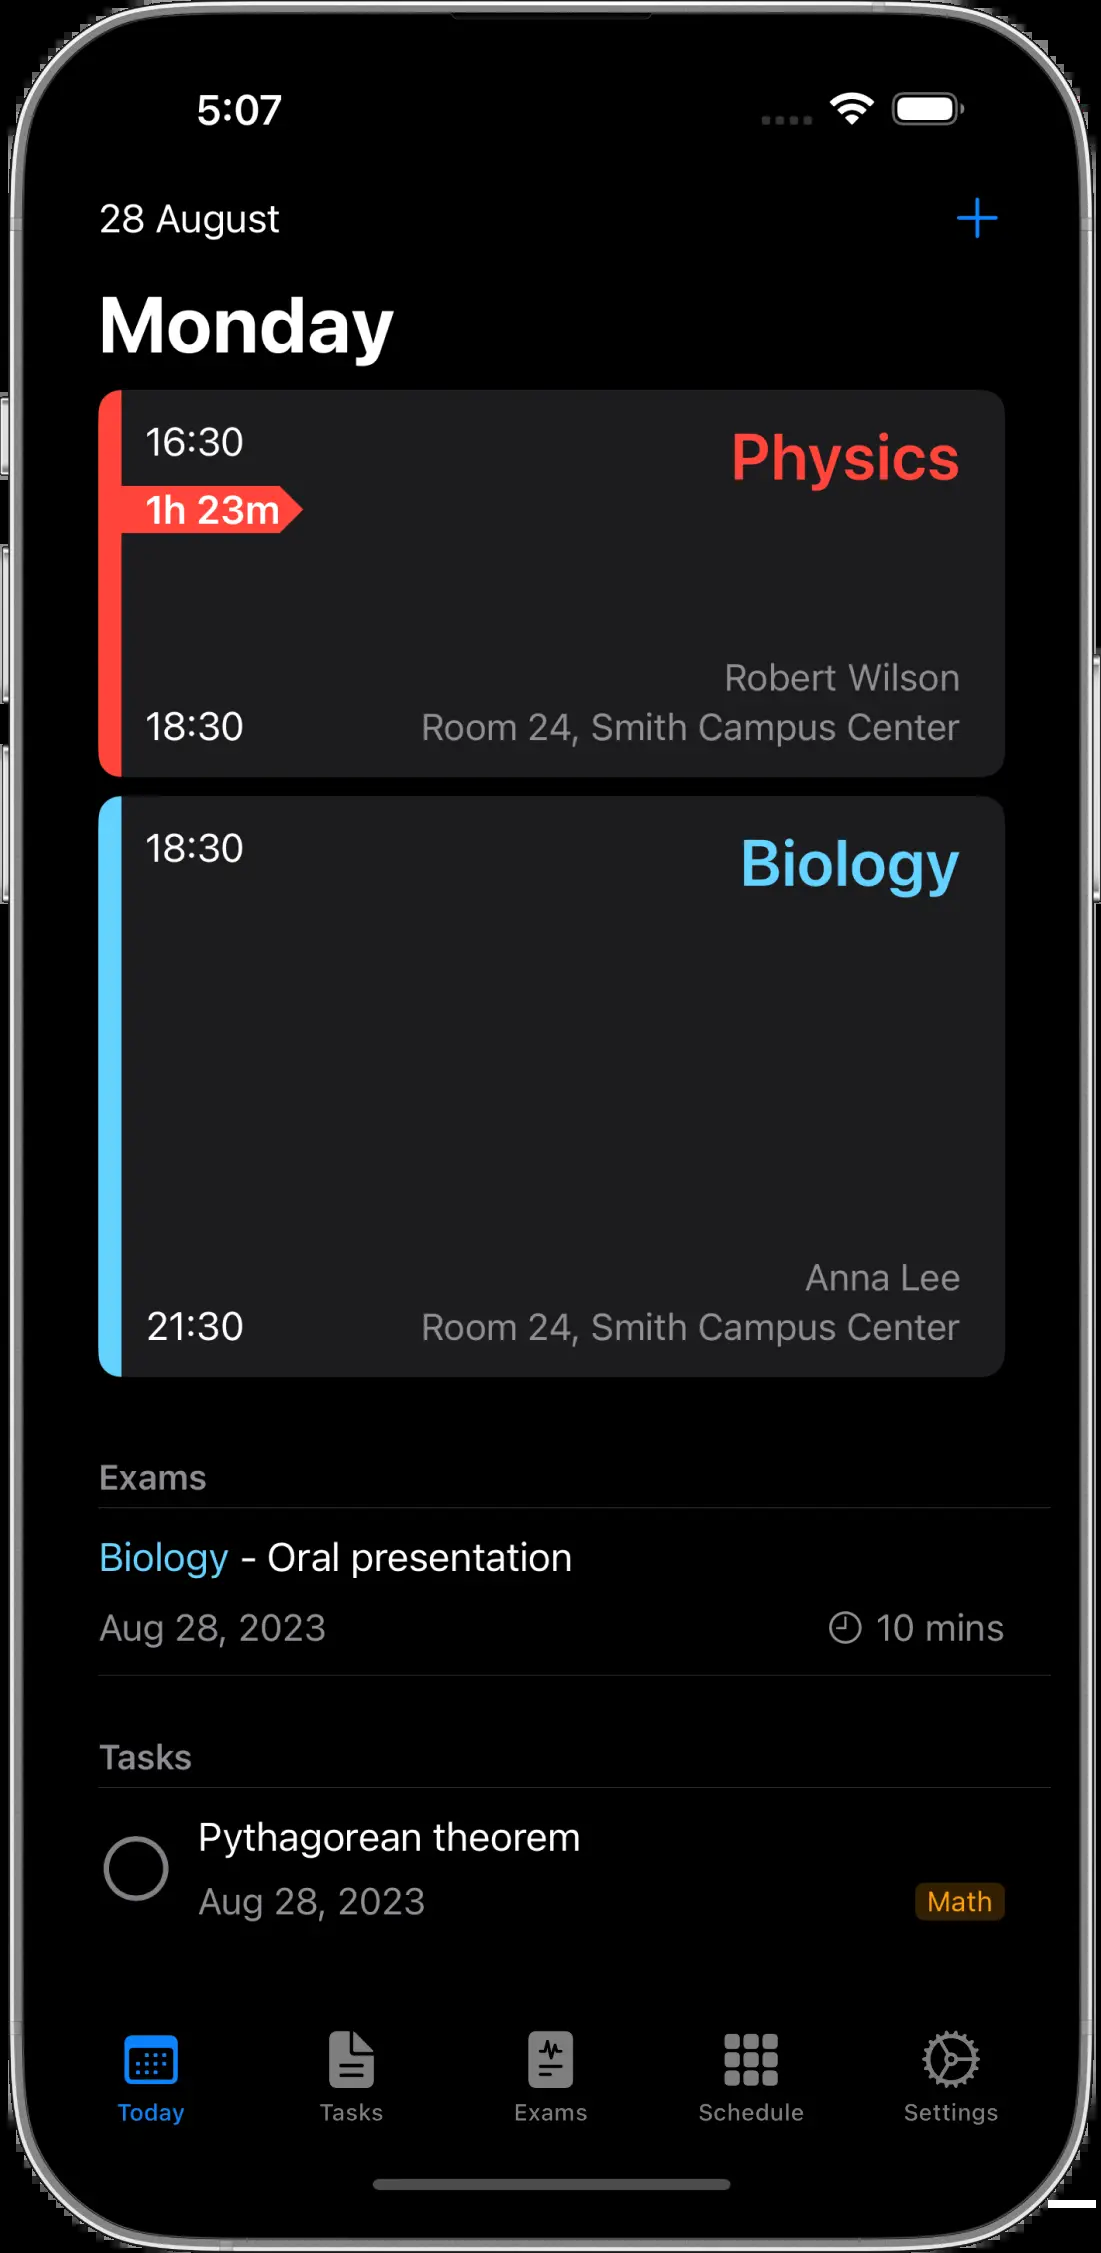 5:07
28 August
Monday
16:30
Physics
1h 23m
Robert Wilson
18:30
Room 24, Smith Campus Center
18:30
Biology
Anna Lee
21:30
Room 24, Smith Campus Center
Exams
Biology - Oral presentation
Aug 28, 2023
10 mins
Tasks
Pythagorean theorem
Aug 28, 2023
Math
Today
Tasks
Exams
Schedule
Settings